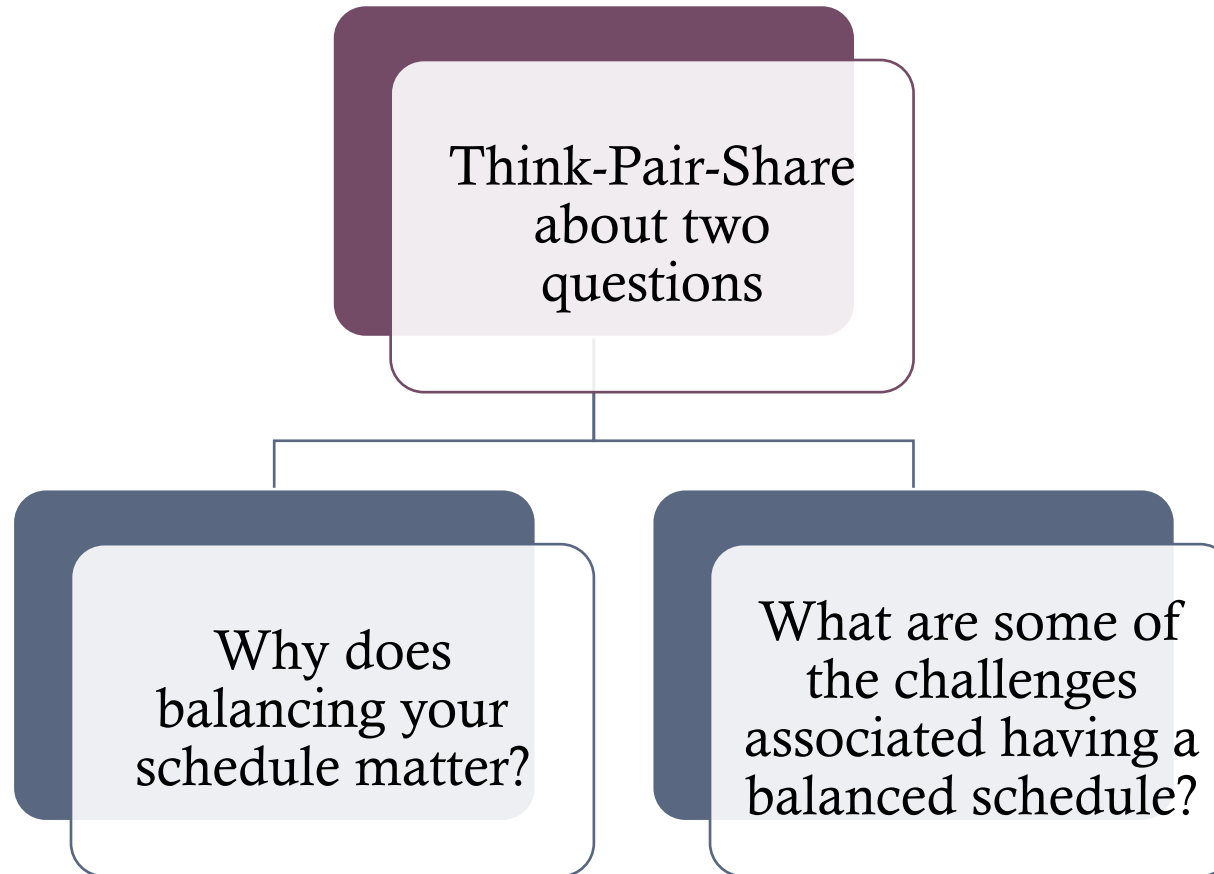 Think-Pair-Share
about two
questions
Why does
balancing your
schedule matter?
What are some of
the challenges
associated having a
balanced schedule?